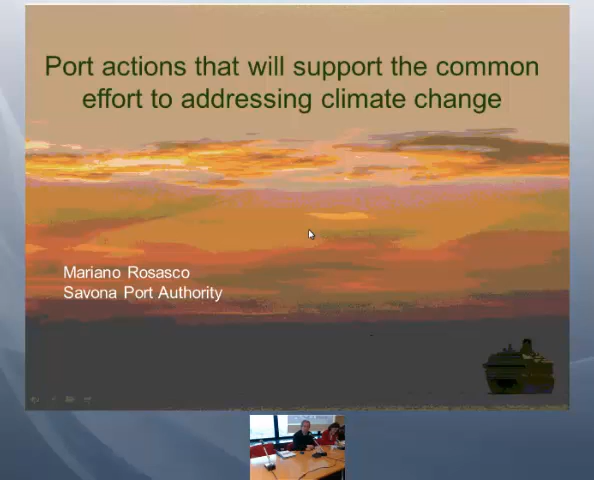 Port actions that will support the common
effort to addressing climate change
Mariano Rosasco
Savona Port Authority